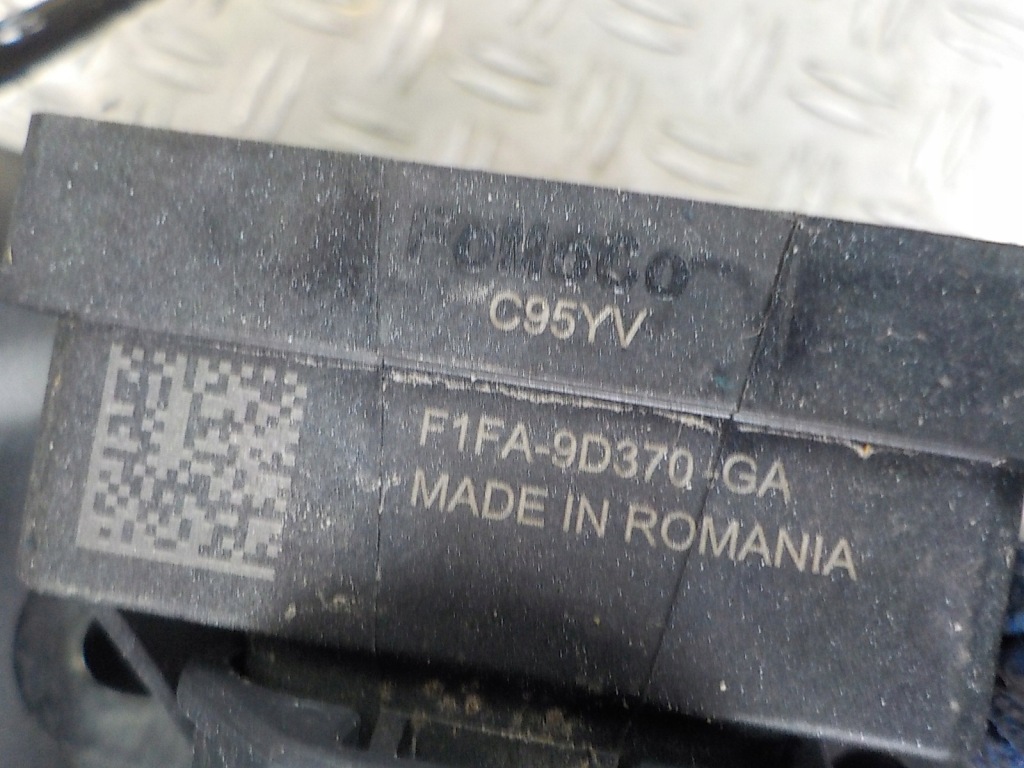 FoMoCo
C95YV
F1FA-9D370-GA
MADE IN ROMANIA